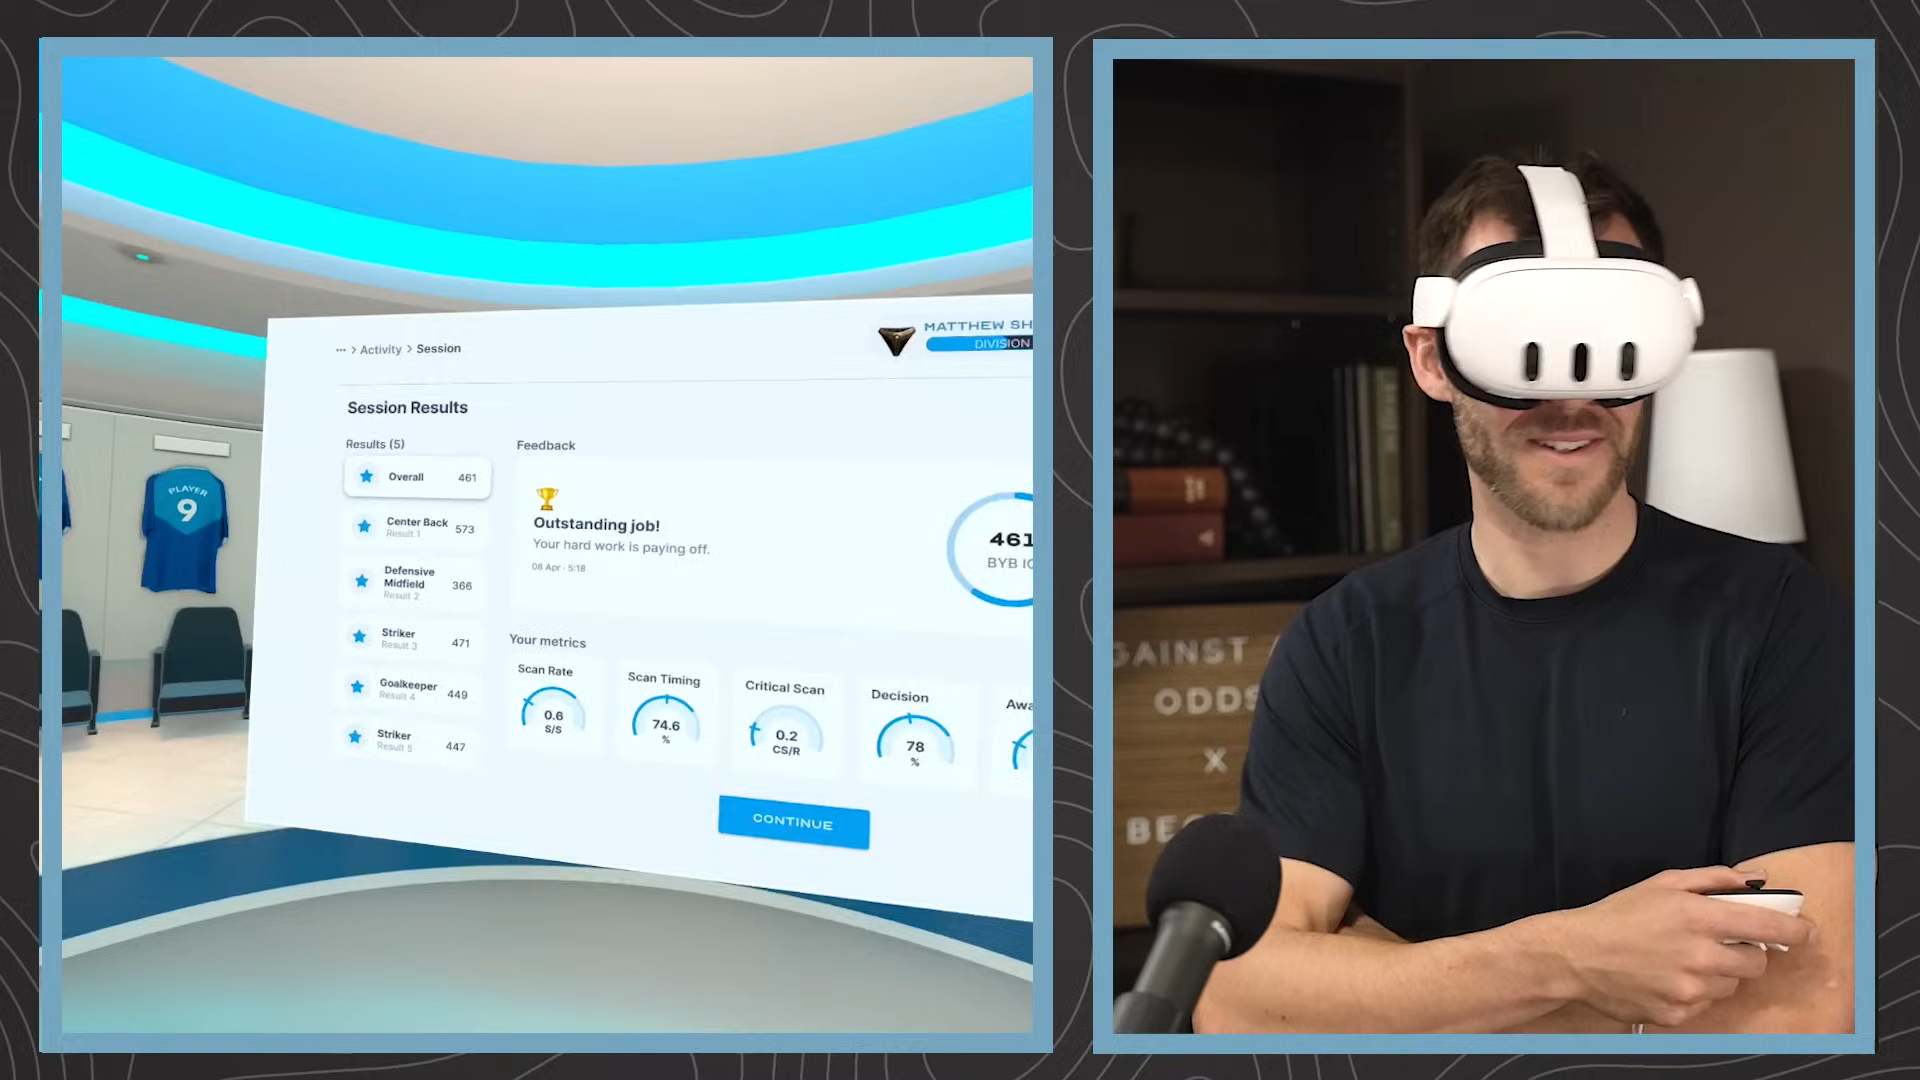 ··· > Activity > Session
MATTHEW SH
DIVISION
Session Results
Results (5)
Overall 461
Center Back 573
Result 1
Defensive
Midfield 366
Result 2
Striker 471
Result 3
Goalkeeper 449
Result 4
Striker 447
Result 5
Feedback
Outstanding job!
Your hard work is paying off.
08 Apr · 5:18
461
BYB
Your metrics
Scan Rate
0.6
S/S
Scan Timing
74.6
%
Critical Scan
0.2
CS/R
Decision
78
%
Awa
CONTINUE
PLAYER
9
GAINST
ODDS
X
BE